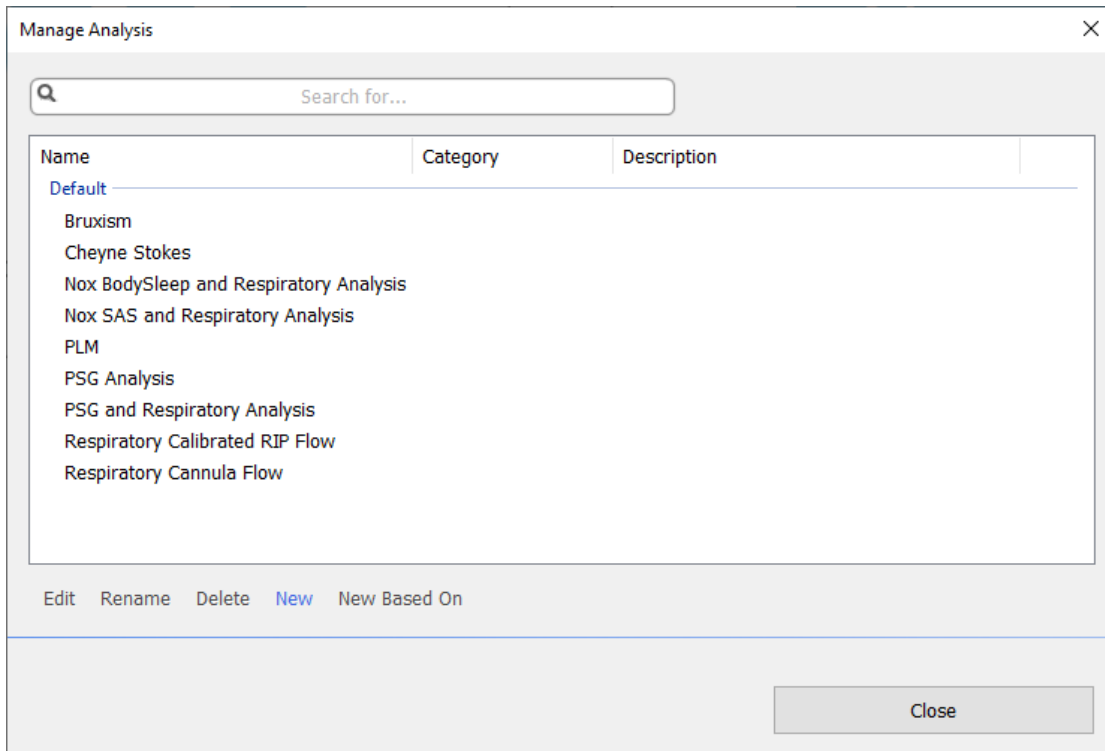 Manage Analysis
Search for...
Name Category Description
Default
Bruxism
Cheyne Stokes
Nox BodySleep and Respiratory Analysis
Nox SAS and Respiratory Analysis
PLM
PSG Analysis
PSG and Respiratory Analysis
Respiratory Calibrated RIP Flow
Respiratory Cannula Flow
Edit Rename Delete New New Based On
Close